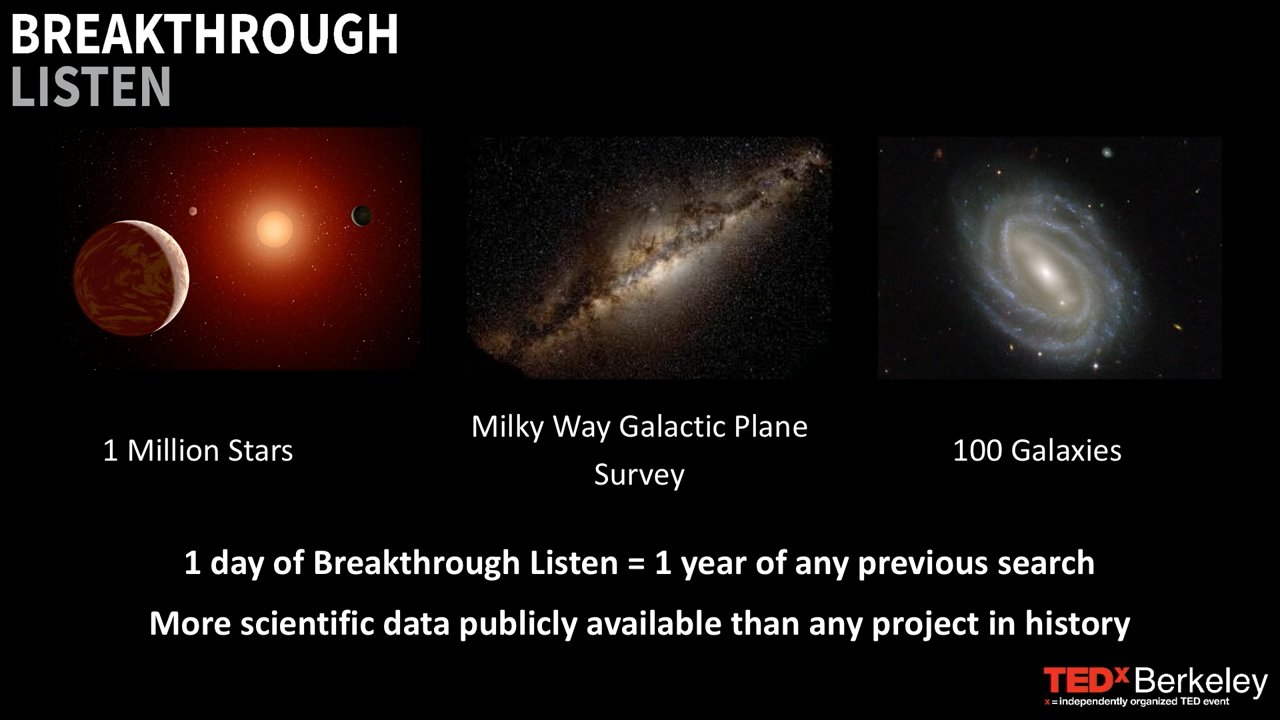 BREAKTHROUGH
LISTEN
1 Million Stars
Milky Way Galactic Plane
Survey
100 Galaxies
1 day of Breakthrough Listen = 1 year of any previous search
More scientific data publicly available than any project in history
TEDx Berkeley
x = independently organized TED event